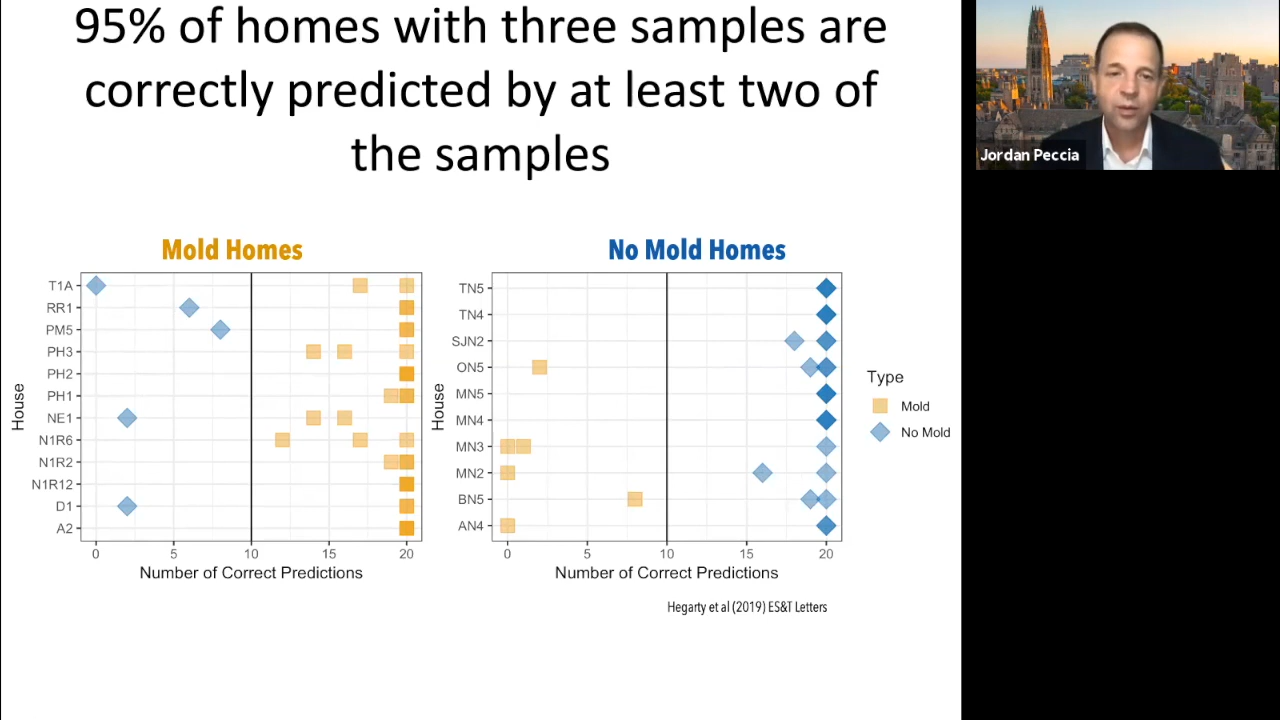 95% of homes with three samples are
correctly predicted by at least two of
the samples
Jordan Peccia
Mold Homes
T1A
RR1
PM5
PH3
PH2
PH1
NE1
N1R6
N1R2
N1R12
D1
A2
House
0 5 10 15 20
Number of Correct Predictions
No Mold Homes
TN5
TN4
SJN2
ON5
MN5
MN4
MN3
MN2
BN5
AN4
House
0 5 10 15 20
Number of Correct Predictions
Type
Mold
No Mold
Hegarty et al (2019) ES&T Letters